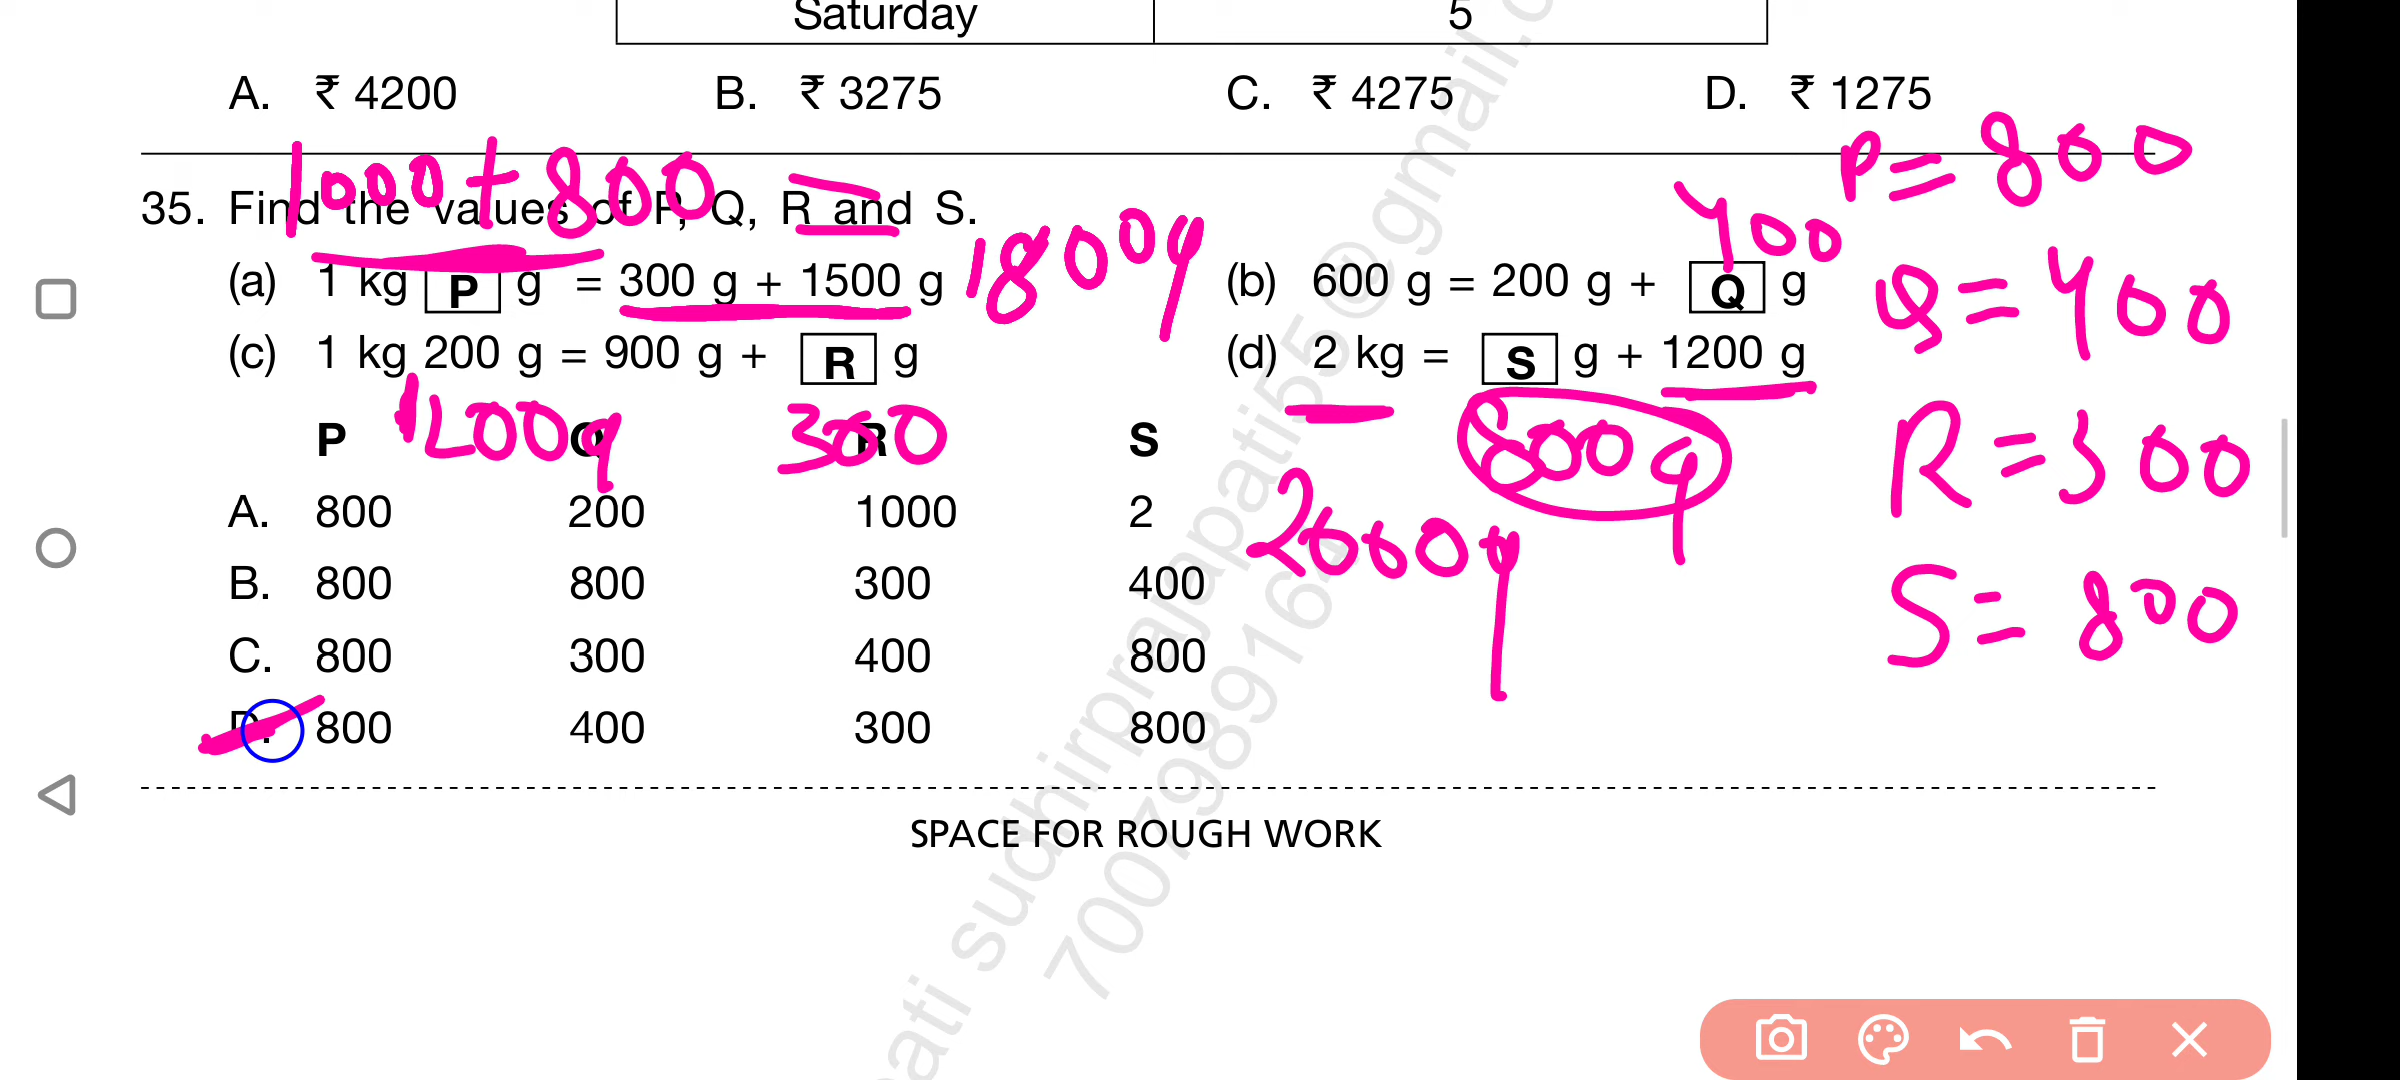 Saturday 5
A. ₹ 4200 B. ₹ 3275 C. ₹ 4275 D. ₹ 1275
1000 + 800
P = 800
35. Find the values of P, Q, R and S.
400
(a) 1 kg P g = 300 g + 1500 g 1800g
(b) 600 g = 200 g + Q g
Q = 400
(c) 1 kg 200 g = 900 g + R g
(d) 2 kg = S g + 1200 g
1200g 300 800g
R = 300
P Q R S
2000g
A. 800 200 1000 2
B. 800 800 300 400
S = 800
C. 800 300 400 800
D. 800 400 300 800
SPACE FOR ROUGH WORK